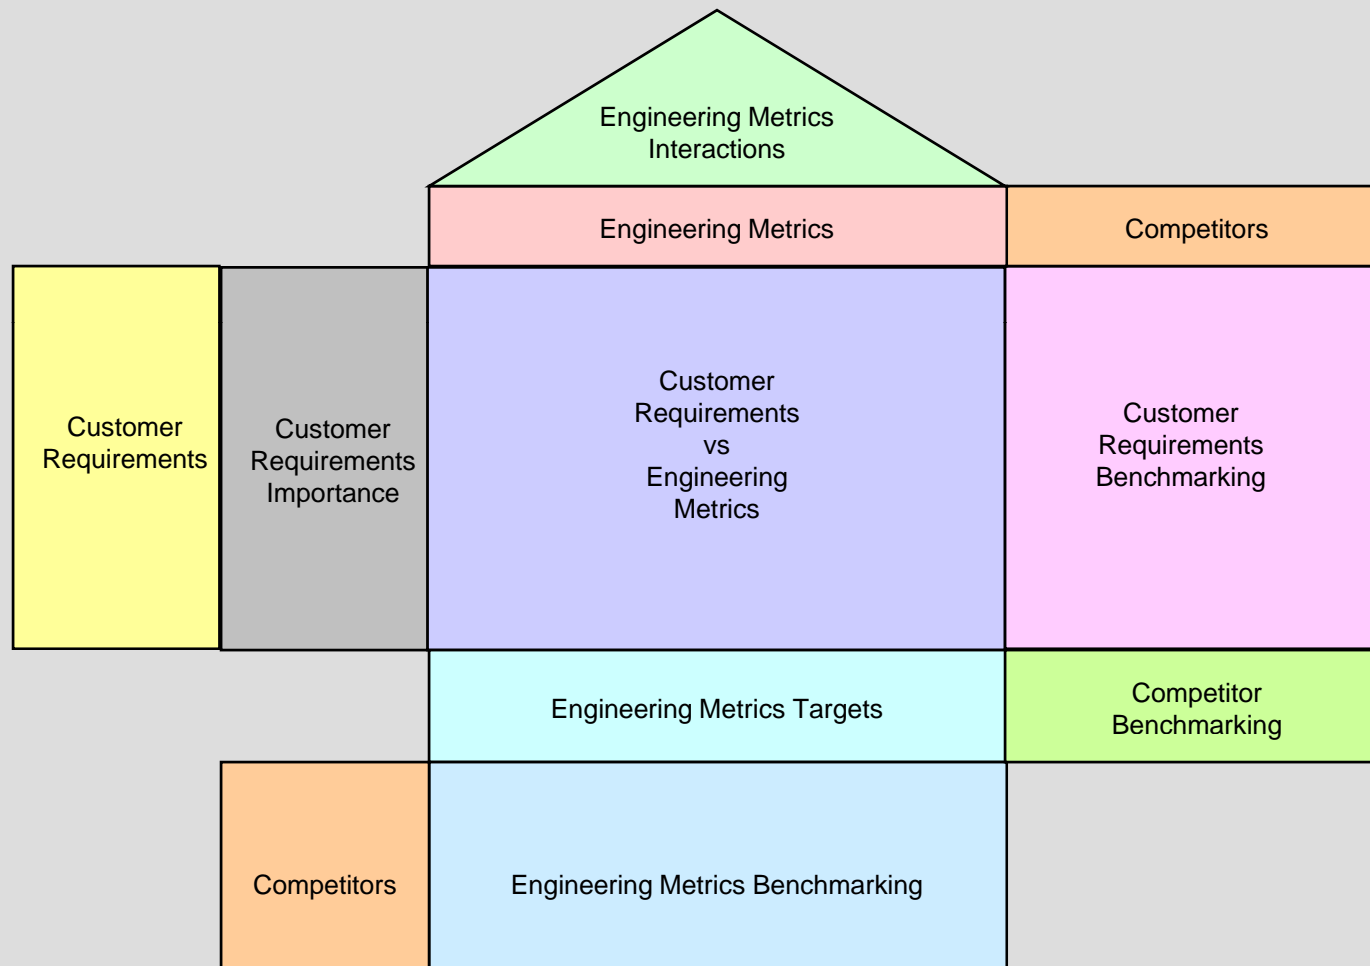 Engineering Metrics
Interactions
Engineering Metrics
Competitors
Customer
Requirements
Customer
Requirements
Importance
Customer
Requirements
vs
Engineering
Metrics
Customer
Requirements
Benchmarking
Engineering Metrics Targets
Competitor
Benchmarking
Competitors
Engineering Metrics Benchmarking